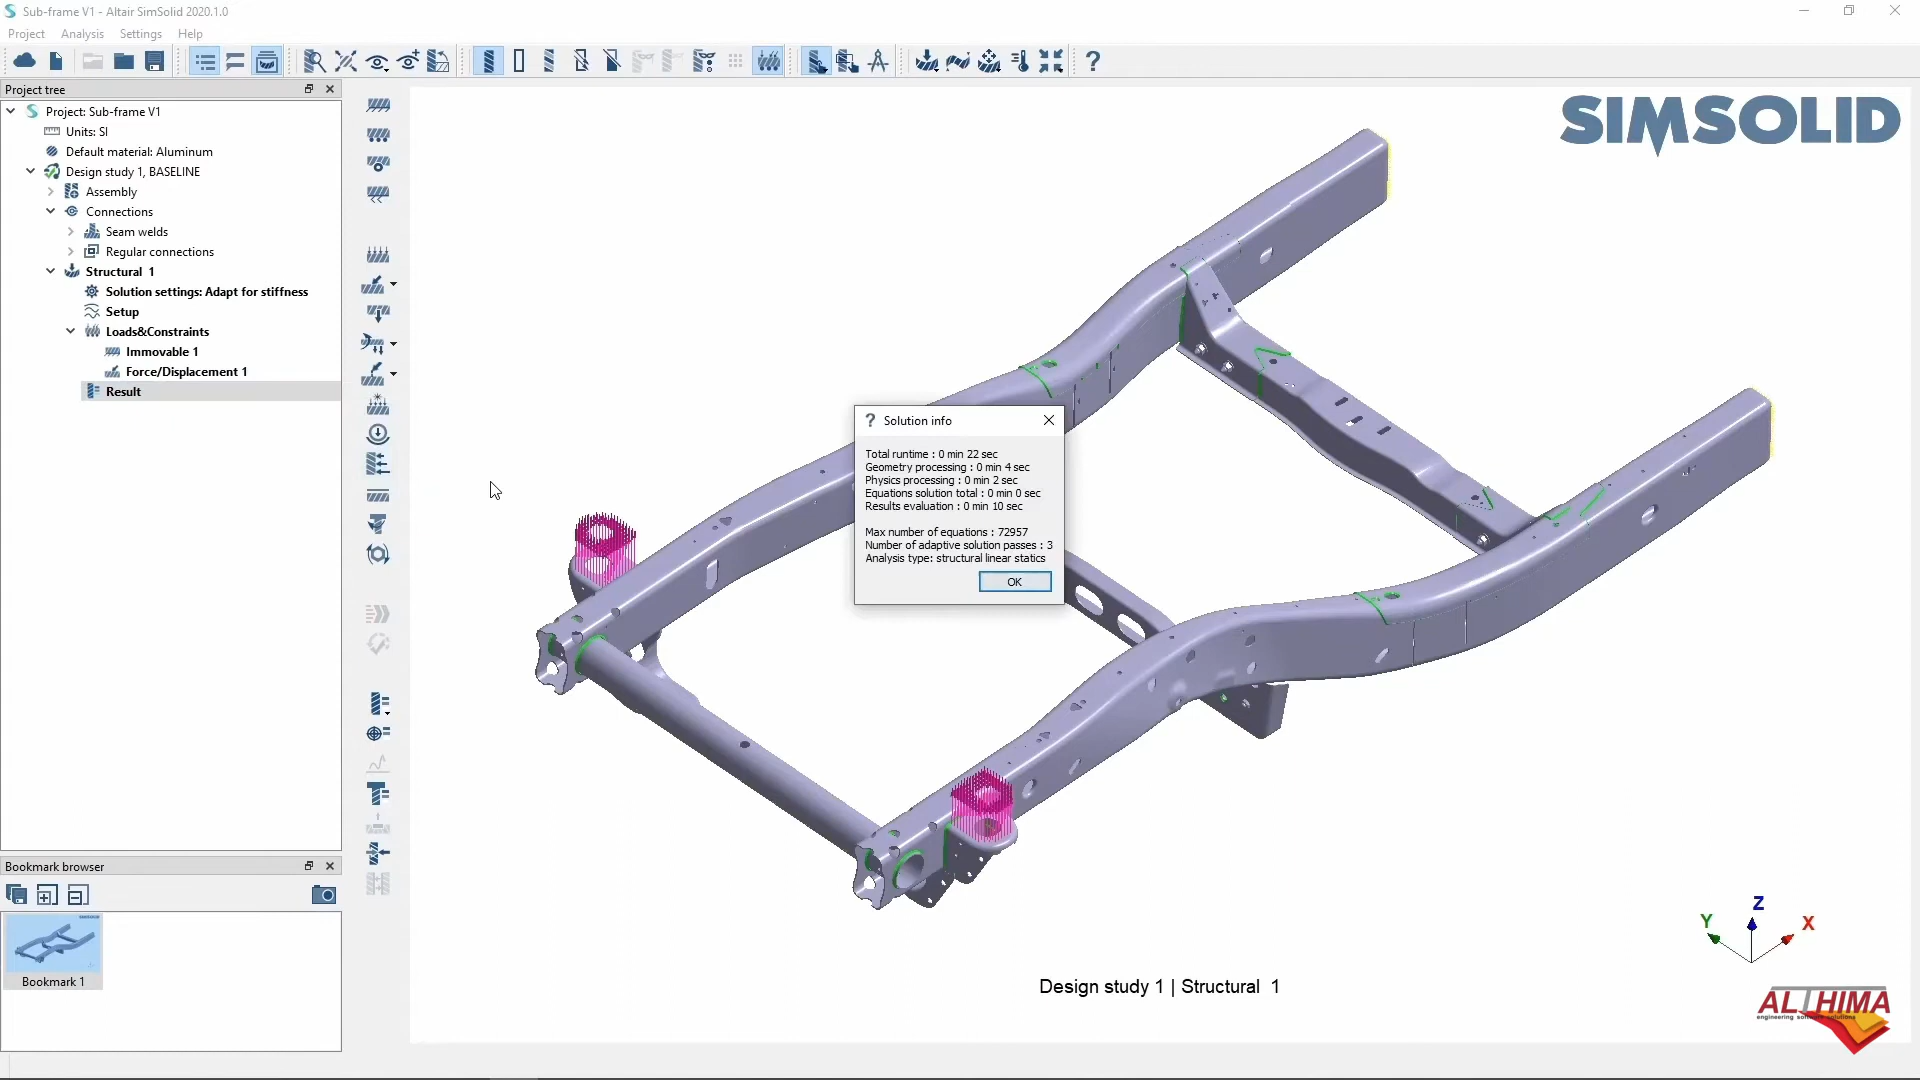 Sub-frame V1 - Altair SimSolid 2020.1.0
Project Analysis Settings Help
Project tree
Project: Sub-frame V1
Units: SI
Default material: Aluminum
Design study 1, BASELINE
Assembly
Connections
Seam welds
Regular connections
Structural 1
Solution settings: Adapt for stiffness
Setup
Loads&Constraints
Immovable 1
Force/Displacement 1
Result
SIMSOLID
Solution info
Total runtime : 0 min 22 sec
Geometry processing : 0 min 4 sec
Physics processing : 0 min 2 sec
Equations solution total : 0 min 0 sec
Results evaluation : 0 min 10 sec
Max number of equations : 72957
Number of adaptive solution passes : 3
Analysis type: structural linear statics
OK
Bookmark browser
Bookmark 1
Z
Y
X
Design study 1 | Structural 1
ALTHIMA
engineering software solutions